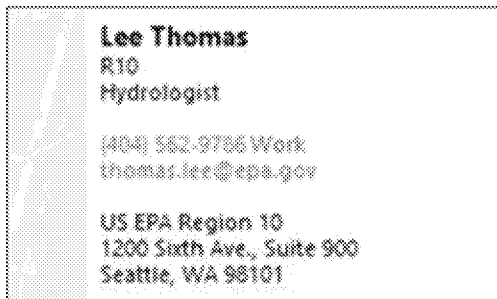 Lee Thomas
R10
Hydrologist
(404) 562-9786 Work
thomas.lee@epa.gov
US EPA Region 10
1200 Sixth Ave., Suite 900
Seattle, WA 98101